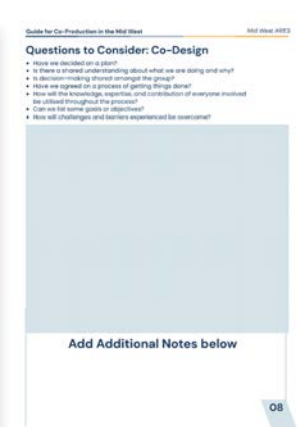 Guide for Co-Production in the Mid West
Mid West ARIES
Questions to Consider: Co-Design
• Have we decided on a plan?
• Is there a shared understanding about what we are doing and why?
• Is decision-making shared amongst the group?
• Have we agreed on a process of getting things done?
• How will the knowledge, expertise, and contribution of everyone involved
be utilised throughout the process?
• Can we list some goals or objectives?
• How will challenges and barriers experienced be overcome?
Add Additional Notes below
08